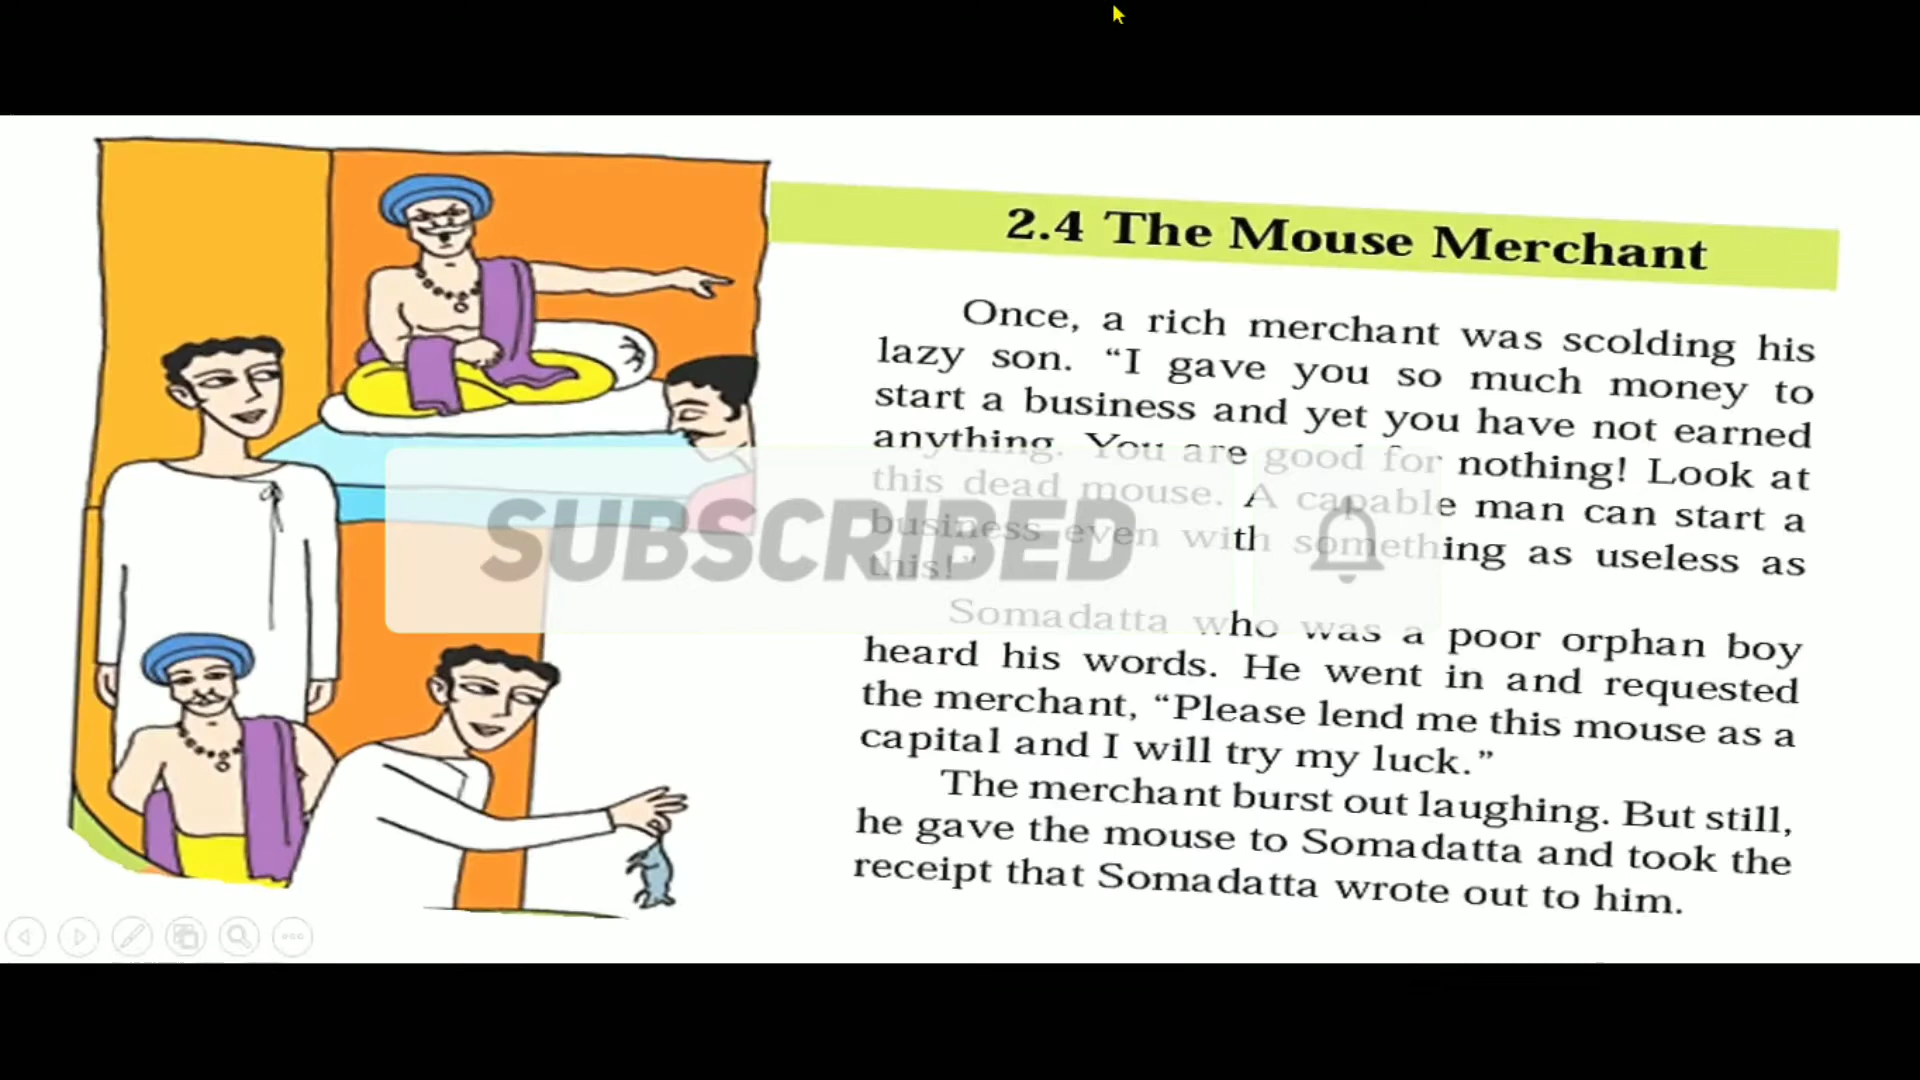 2.4 The Mouse Merchant
Once, a rich merchant was scolding his
lazy son. “I gave you so much money to
start a business and yet you have not earned
anything. You are good for nothing! Look at
this dead mouse. A capable man can start a
business even with something as useless as
this!”
SUBSCRIBED
Somadatta who was a poor orphan boy
heard his words. He went in and requested
the merchant, “Please lend me this mouse as a
capital and I will try my luck.”
The merchant burst out laughing. But still,
he gave the mouse to Somadatta and took the
receipt that Somadatta wrote out to him.